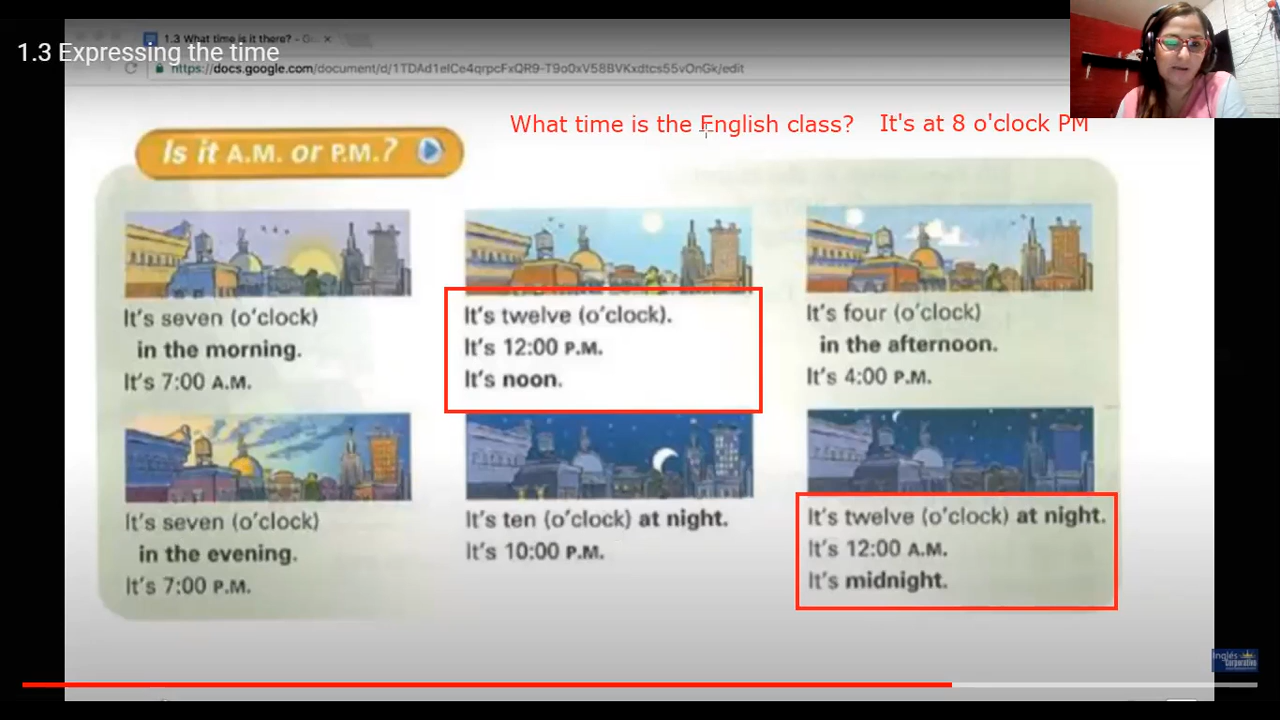 1.3 What time is it there? - Go
1.3 Expressing the time
https://docs.google.com/document/d/1TDAd1eICe4qrpcFxQR9-T9o0xV58BVKxdtcs55vOnGk/edit
What time is the English class? It's at 8 o'clock PM
Is it A.M. or P.M.?
It's seven (o'clock)
in the morning.
It's 7:00 A.M.
It's twelve (o'clock).
It's 12:00 P.M.
It's noon.
It's four (o'clock)
in the afternoon.
It's 4:00 P.M.
It's seven (o'clock)
in the evening.
It's 7:00 P.M.
It's ten (o'clock) at night.
It's 10:00 P.M.
It's twelve (o'clock) at night.
It's 12:00 A.M.
It's midnight.
Inglés
Corporativo